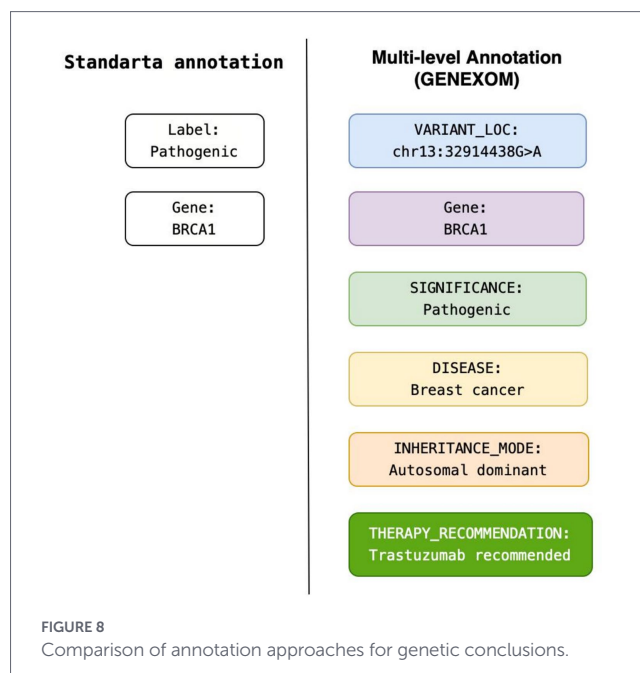 Standarta annotation
Label:
Pathogenic
Gene:
BRCA1
Multi-level Annotation
(GENEXOM)
VARIANT_LOC:
chr13:32914438G>A
Gene:
BRCA1
SIGNIFICANCE:
Pathogenic
DISEASE:
Breast cancer
INHERITANCE_MODE:
Autosomal dominant
THERAPY_RECOMMENDATION:
Trastuzumab recommended
FIGURE 8
Comparison of annotation approaches for genetic conclusions.